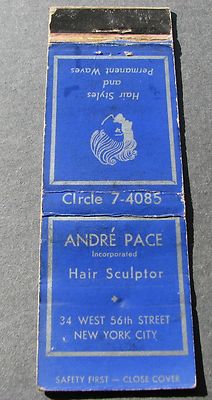 Hair Styles
and
Permanent Waves
CIrcle 7-4085
ANDRÉ PACE
Incorporated
Hair Sculptor
34 WEST 56th STREET
NEW YORK CITY
SAFETY FIRST — CLOSE COVER